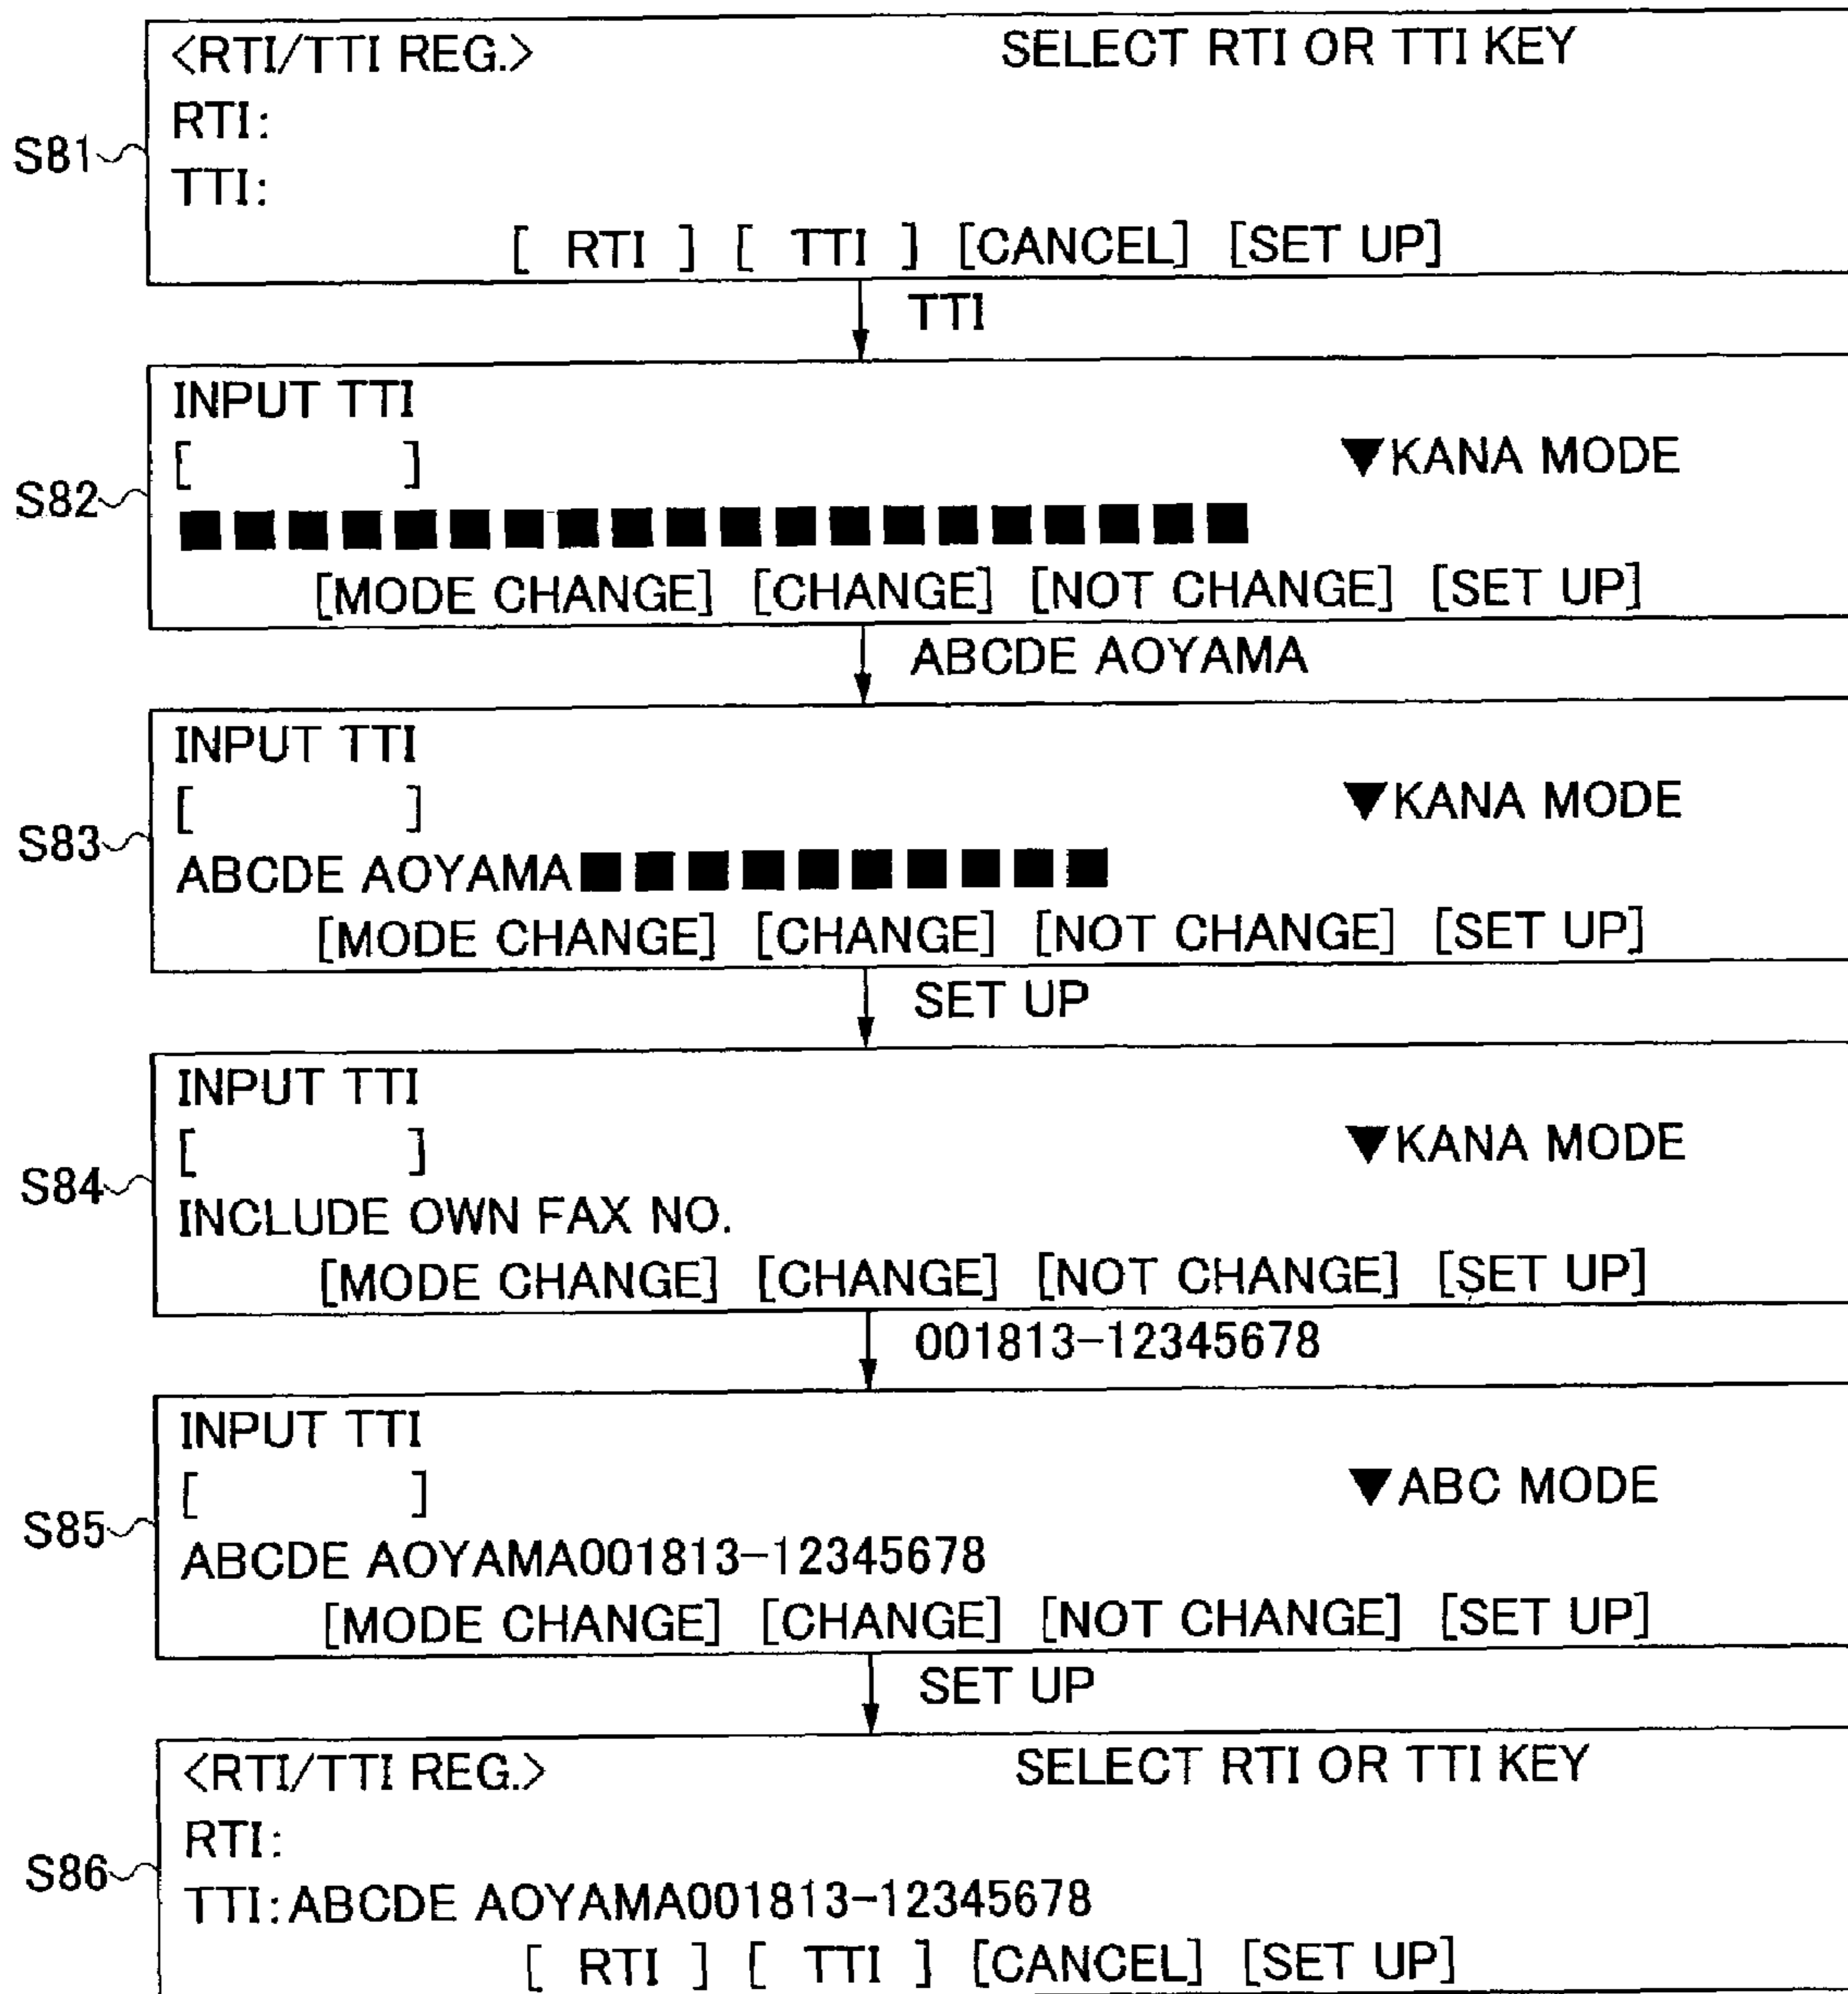 <RTI/TTI REG.> SELECT RTI OR TTI KEY
RTI:
S81
TTI:
[ RTI ] [ TTI ] [CANCEL] [SET UP]
TTI
INPUT TTI
[ ] ▼KANA MODE
S82
■■■■■■■■■■■■■■■■■■■■
[MODE CHANGE] [CHANGE] [NOT CHANGE] [SET UP]
ABCDE AOYAMA
INPUT TTI
[ ] ▼KANA MODE
S83
ABCDE AOYAMA■■■■■■■■■■
[MODE CHANGE] [CHANGE] [NOT CHANGE] [SET UP]
SET UP
INPUT TTI
[ ] ▼KANA MODE
S84
INCLUDE OWN FAX NO.
[MODE CHANGE] [CHANGE] [NOT CHANGE] [SET UP]
001813-12345678
INPUT TTI
[ ] ▼ABC MODE
S85
ABCDE AOYAMA001813-12345678
[MODE CHANGE] [CHANGE] [NOT CHANGE] [SET UP]
SET UP
<RTI/TTI REG.> SELECT RTI OR TTI KEY
RTI:
S86
TTI:ABCDE AOYAMA001813-12345678
[ RTI ] [ TTI ] [CANCEL] [SET UP]